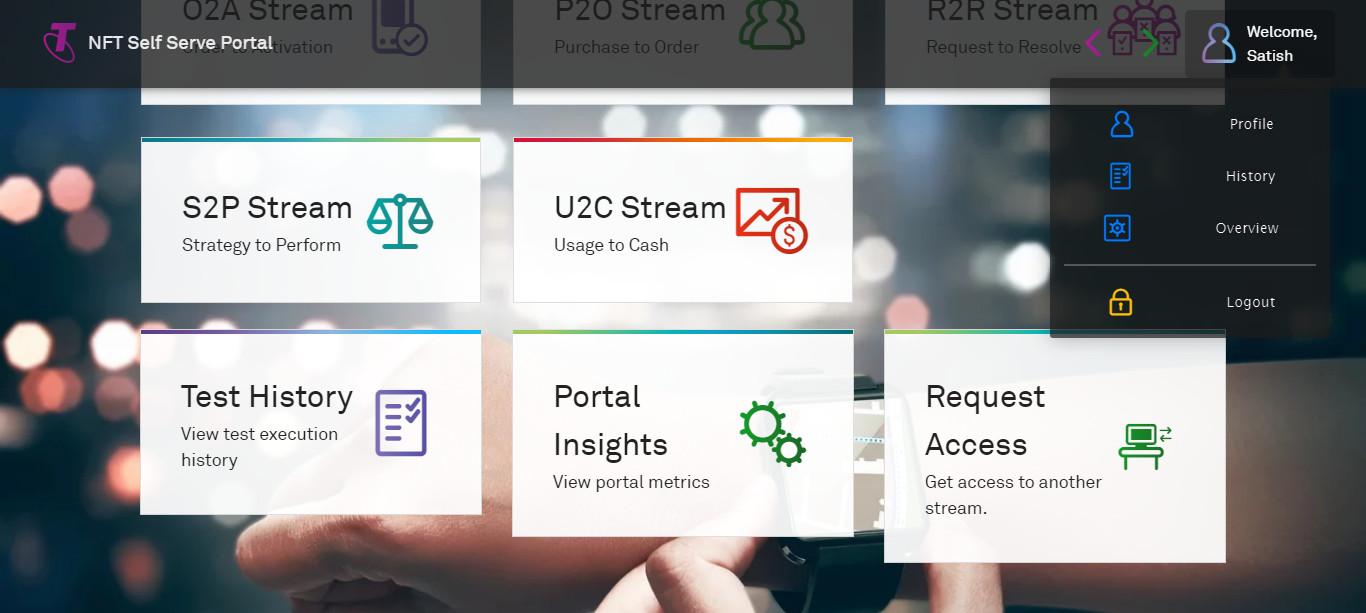 O2A Stream
Order to Activation
P2O Stream
Purchase to Order
R2R Stream
Request to Resolve
NFT Self Serve Portal
Welcome,
Satish
Profile
History
Overview
Logout
S2P Stream
Strategy to Perform
U2C Stream
Usage to Cash
Test History
View test execution
history
Portal
Insights
View portal metrics
Request
Access
Get access to another
stream.